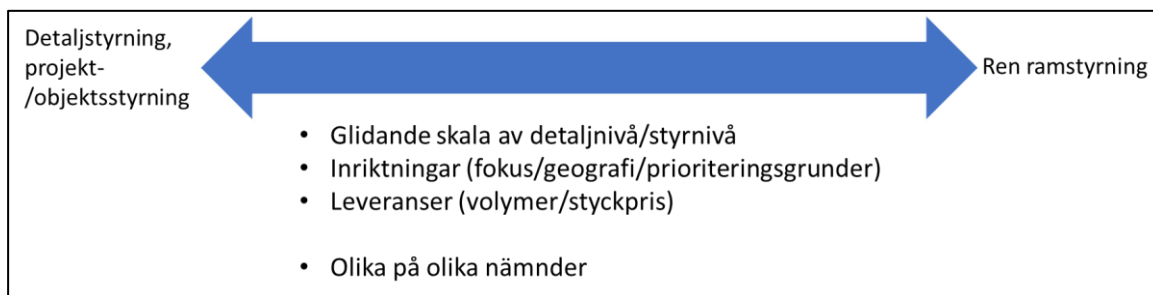 Detaljstyrning,
projekt-
/objektsstyrning
Ren ramstyrning
• Glidande skala av detaljnivå/styrnivå
• Inriktningar (fokus/geografi/prioriteringsgrunder)
• Leveranser (volymer/styckpris)
• Olika på olika nämnder